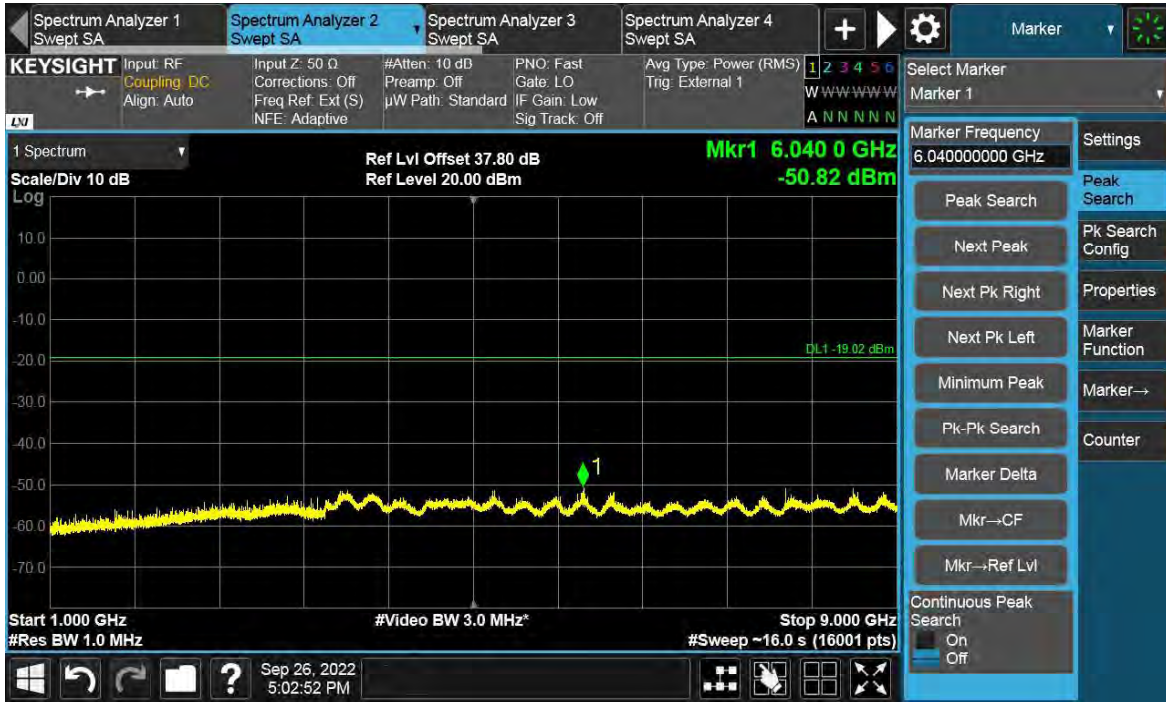 Spectrum Analyzer 1
Swept SA
Spectrum Analyzer 2
Swept SA
Spectrum Analyzer 3
Swept SA
Spectrum Analyzer 4
Swept SA
+
Marker
KEYSIGHT
LXI
Input: RF
Coupling: DC
Align: Auto
Input Z: 50 Ω
Corrections: Off
Freq Ref: Ext (S)
NFE: Adaptive
#Atten: 10 dB
Preamp: Off
µW Path: Standard
PNO: Fast
Gate: LO
IF Gain: Low
Sig Track: Off
Avg Type: Power (RMS)
Trig: External 1
1 2 3 4 5 6
W W W W W W
A N N N N N
Select Marker
Marker 1
1 Spectrum
Scale/Div 10 dB
Log
Ref Lvl Offset 37.80 dB
Ref Level 20.00 dBm
Mkr1 6.040 0 GHz
-50.82 dBm
10.0
0.00
-10.0
-20.0
-30.0
-40.0
-50.0
-60.0
-70.0
DL1 -19.02 dBm
1
Start 1.000 GHz
#Res BW 1.0 MHz
#Video BW 3.0 MHz*
Stop 9.000 GHz
#Sweep ~16.0 s (16001 pts)
Marker Frequency
6.040000000 GHz
Peak Search
Next Peak
Next Pk Right
Next Pk Left
Minimum Peak
Pk-Pk Search
Marker Delta
Mkr→CF
Mkr→Ref Lvl
Continuous Peak
Search
On
Off
Settings
Peak
Search
Pk Search
Config
Properties
Marker
Function
Marker→
Counter
?
Sep 26, 2022
5:02:52 PM